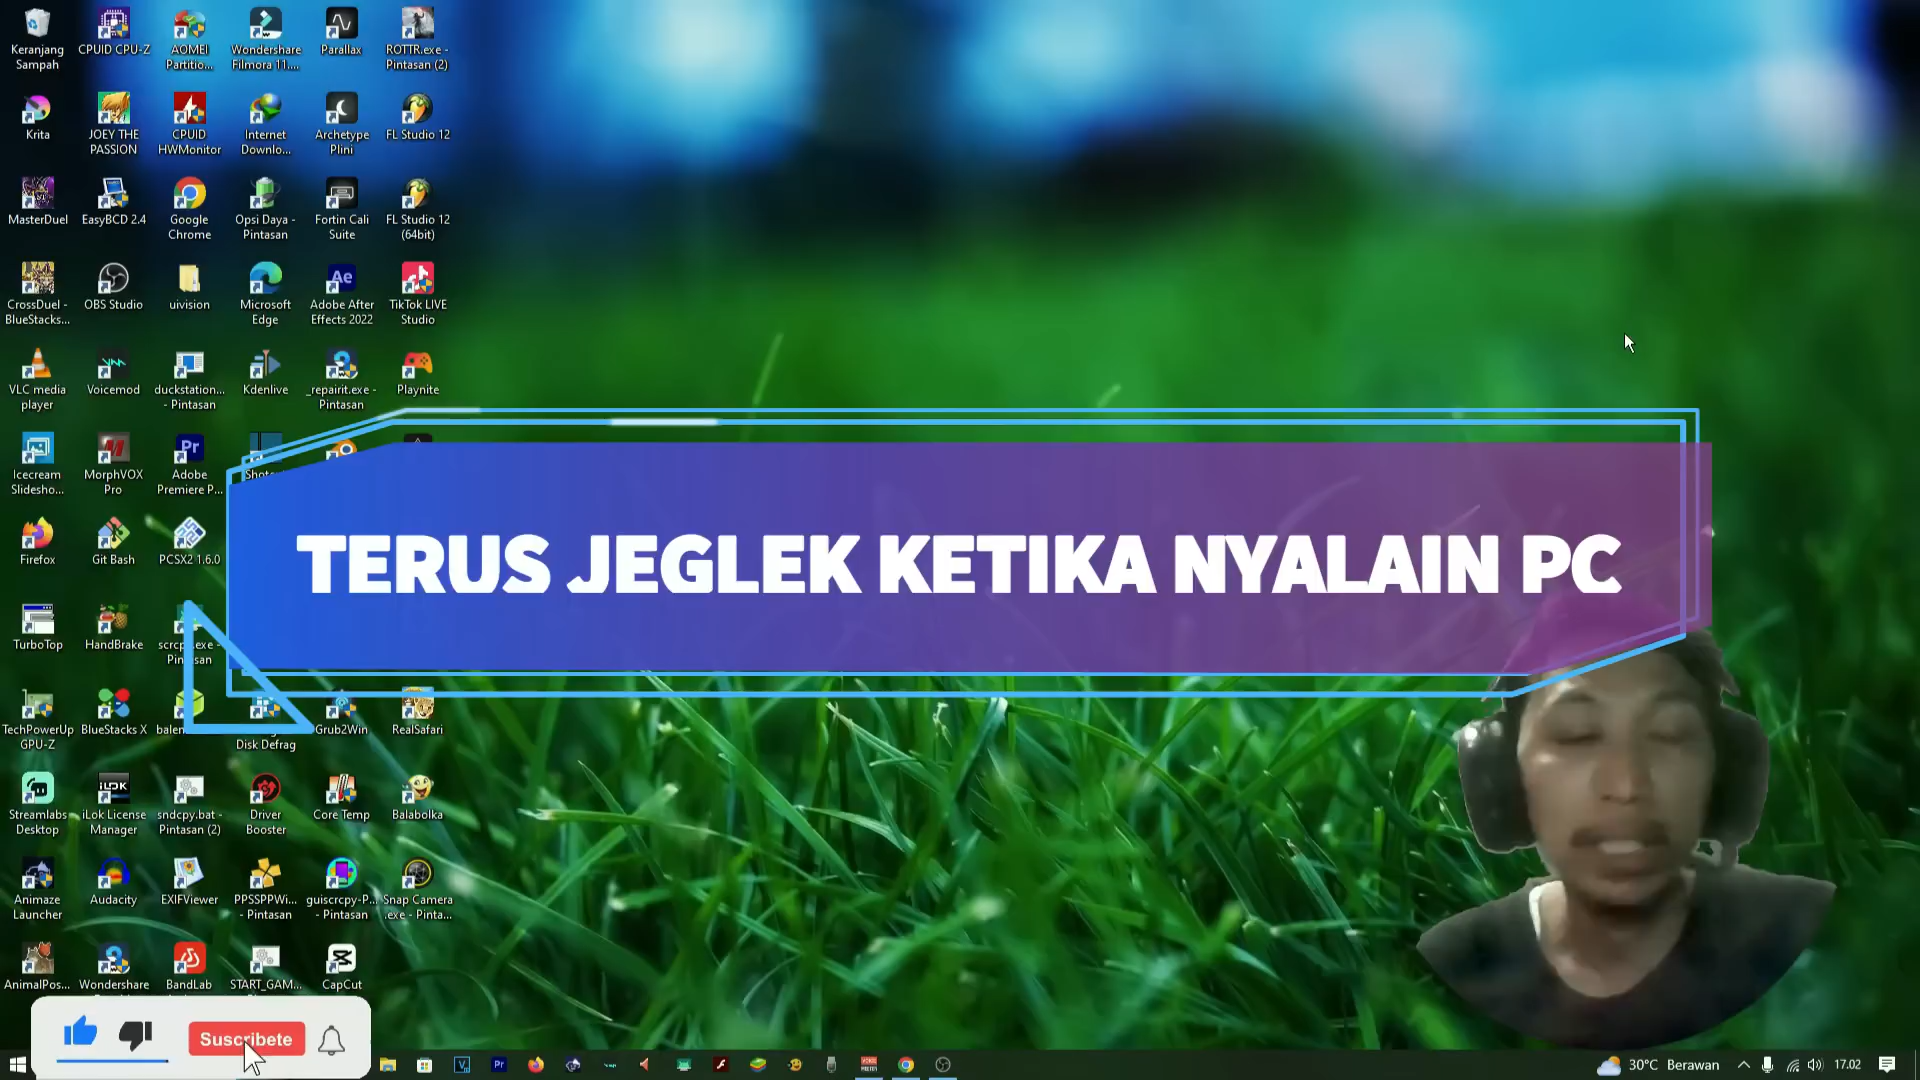 Keranjang
Sampah
CPUID CPU-Z
AOMEI
Partitio...
Wondershare
Filmora 11....
Parallax
ROTTR.exe -
Pintasan (2)
Krita
JOEY THE
PASSION
CPUID
HWMonitor
Internet
Downlo...
Archetype
Plini
FL Studio 12
MasterDuel
EasyBCD 2.4
Google
Chrome
Opsi Daya -
Pintasan
Fortin Cali
Suite
FL Studio 12
(64bit)
CrossDuel -
BlueStacks...
OBS Studio
uivision
Microsoft
Edge
Adobe After
Effects 2022
TikTok LIVE
Studio
VLC media
player
Voicemod
duckstation...
- Pintasan
Kdenlive
_repairit.exe -
Pintasan
Playnite
Icecream
Slidesho...
MorphVOX
Pro
Adobe
Premiere P...
TERUS JEGLEK KETIKA NYALAIN PC
Firefox
Git Bash
PCSX2 1.6.0
TurboTop
HandBrake
Pintasan
TechPowerUp
GPU-Z
BlueStacks X
Disk Defrag
Grub2Win
RealSafari
Streamlabs
Desktop
iLok License
Manager
sndcpy.bat -
Pintasan (2)
Driver
Booster
Core Temp
Balabolka
Animaze
Launcher
Audacity
EXIFViewer
PPSSPPWi...
- Pintasan
guiscrcpy-P...
- Pintasan
Snap Camera
.exe - Pinta...
AnimalPos...
Wondershare
BandLab
START_GAM...
CapCut
Suscribete
30°C Berawan
17.02